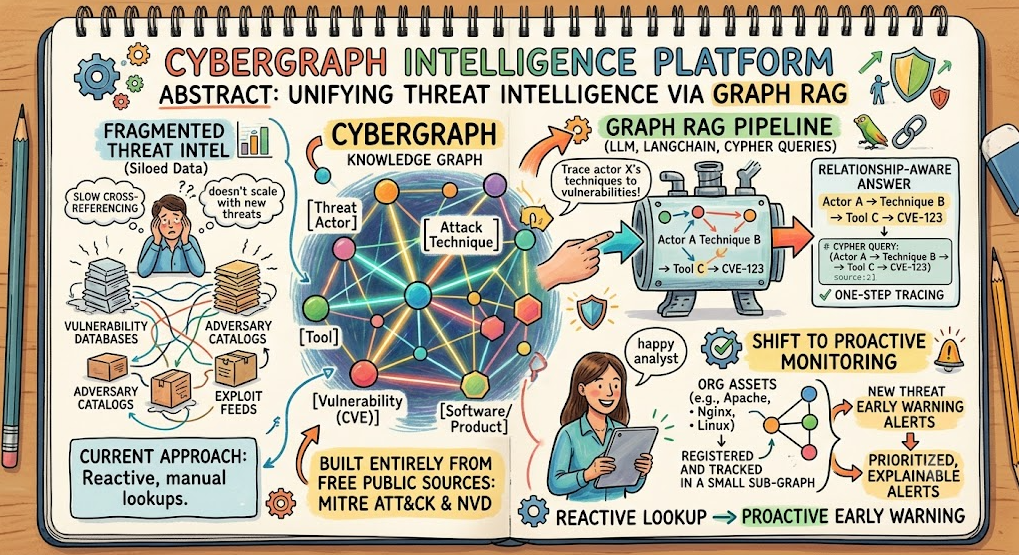 CYBERGRAPH INTELLIGENCE PLATFORM
ABSTRACT: UNIFYING THREAT INTELLIGENCE VIA GRAPH RAG
FRAGMENTED
THREAT INTEL
(Siloed Data)
SLOW CROSS-
REFERENCING
??
doesn't scale
with new
threats
VULNERABILITY
DATABASES
ADVERSARY
CATALOGS
ADVERSARY
CATALOGS
EXPLOIT
FEEDS
CURRENT APPROACH:
Reactive, manual
lookups.
CYBERGRAPH
KNOWLEDGE GRAPH
[Threat
Actor]
[Attack
Technique]
[Tool]
[Vulnerability
(CVE)]
[Software/
Product]
BUILT ENTIRELY FROM
FREE PUBLIC SOURCES:
MITRE ATT&CK & NVD
GRAPH RAG PIPELINE
(LLM, LANGCHAIN, CYPHER QUERIES)
Trace actor X's
techniques to
vulnerabilities!
Actor A Technique B
→ Tool C → CVE-123
RELATIONSHIP-AWARE
ANSWER
Actor A → Technique B
→ Tool C → CVE-123
# CYPHER QUERY:
(Actor A → Technique B →
→ Tool C → CVE-123)
source:21
✓ ONE-STEP TRACING
happy
analyst
SHIFT TO PROACTIVE
MONITORING
ORG ASSETS
(e.g., Apache,
• Nginx,
• Linux)
REGISTERED
AND TRACKED
IN A SMALL SUB-GRAPH
NEW THREAT
EARLY WARNING
ALERTS
PRIORITIZED,
EXPLAINABLE
ALERTS
REACTIVE LOOKUP → PROACTIVE EARLY WARNING